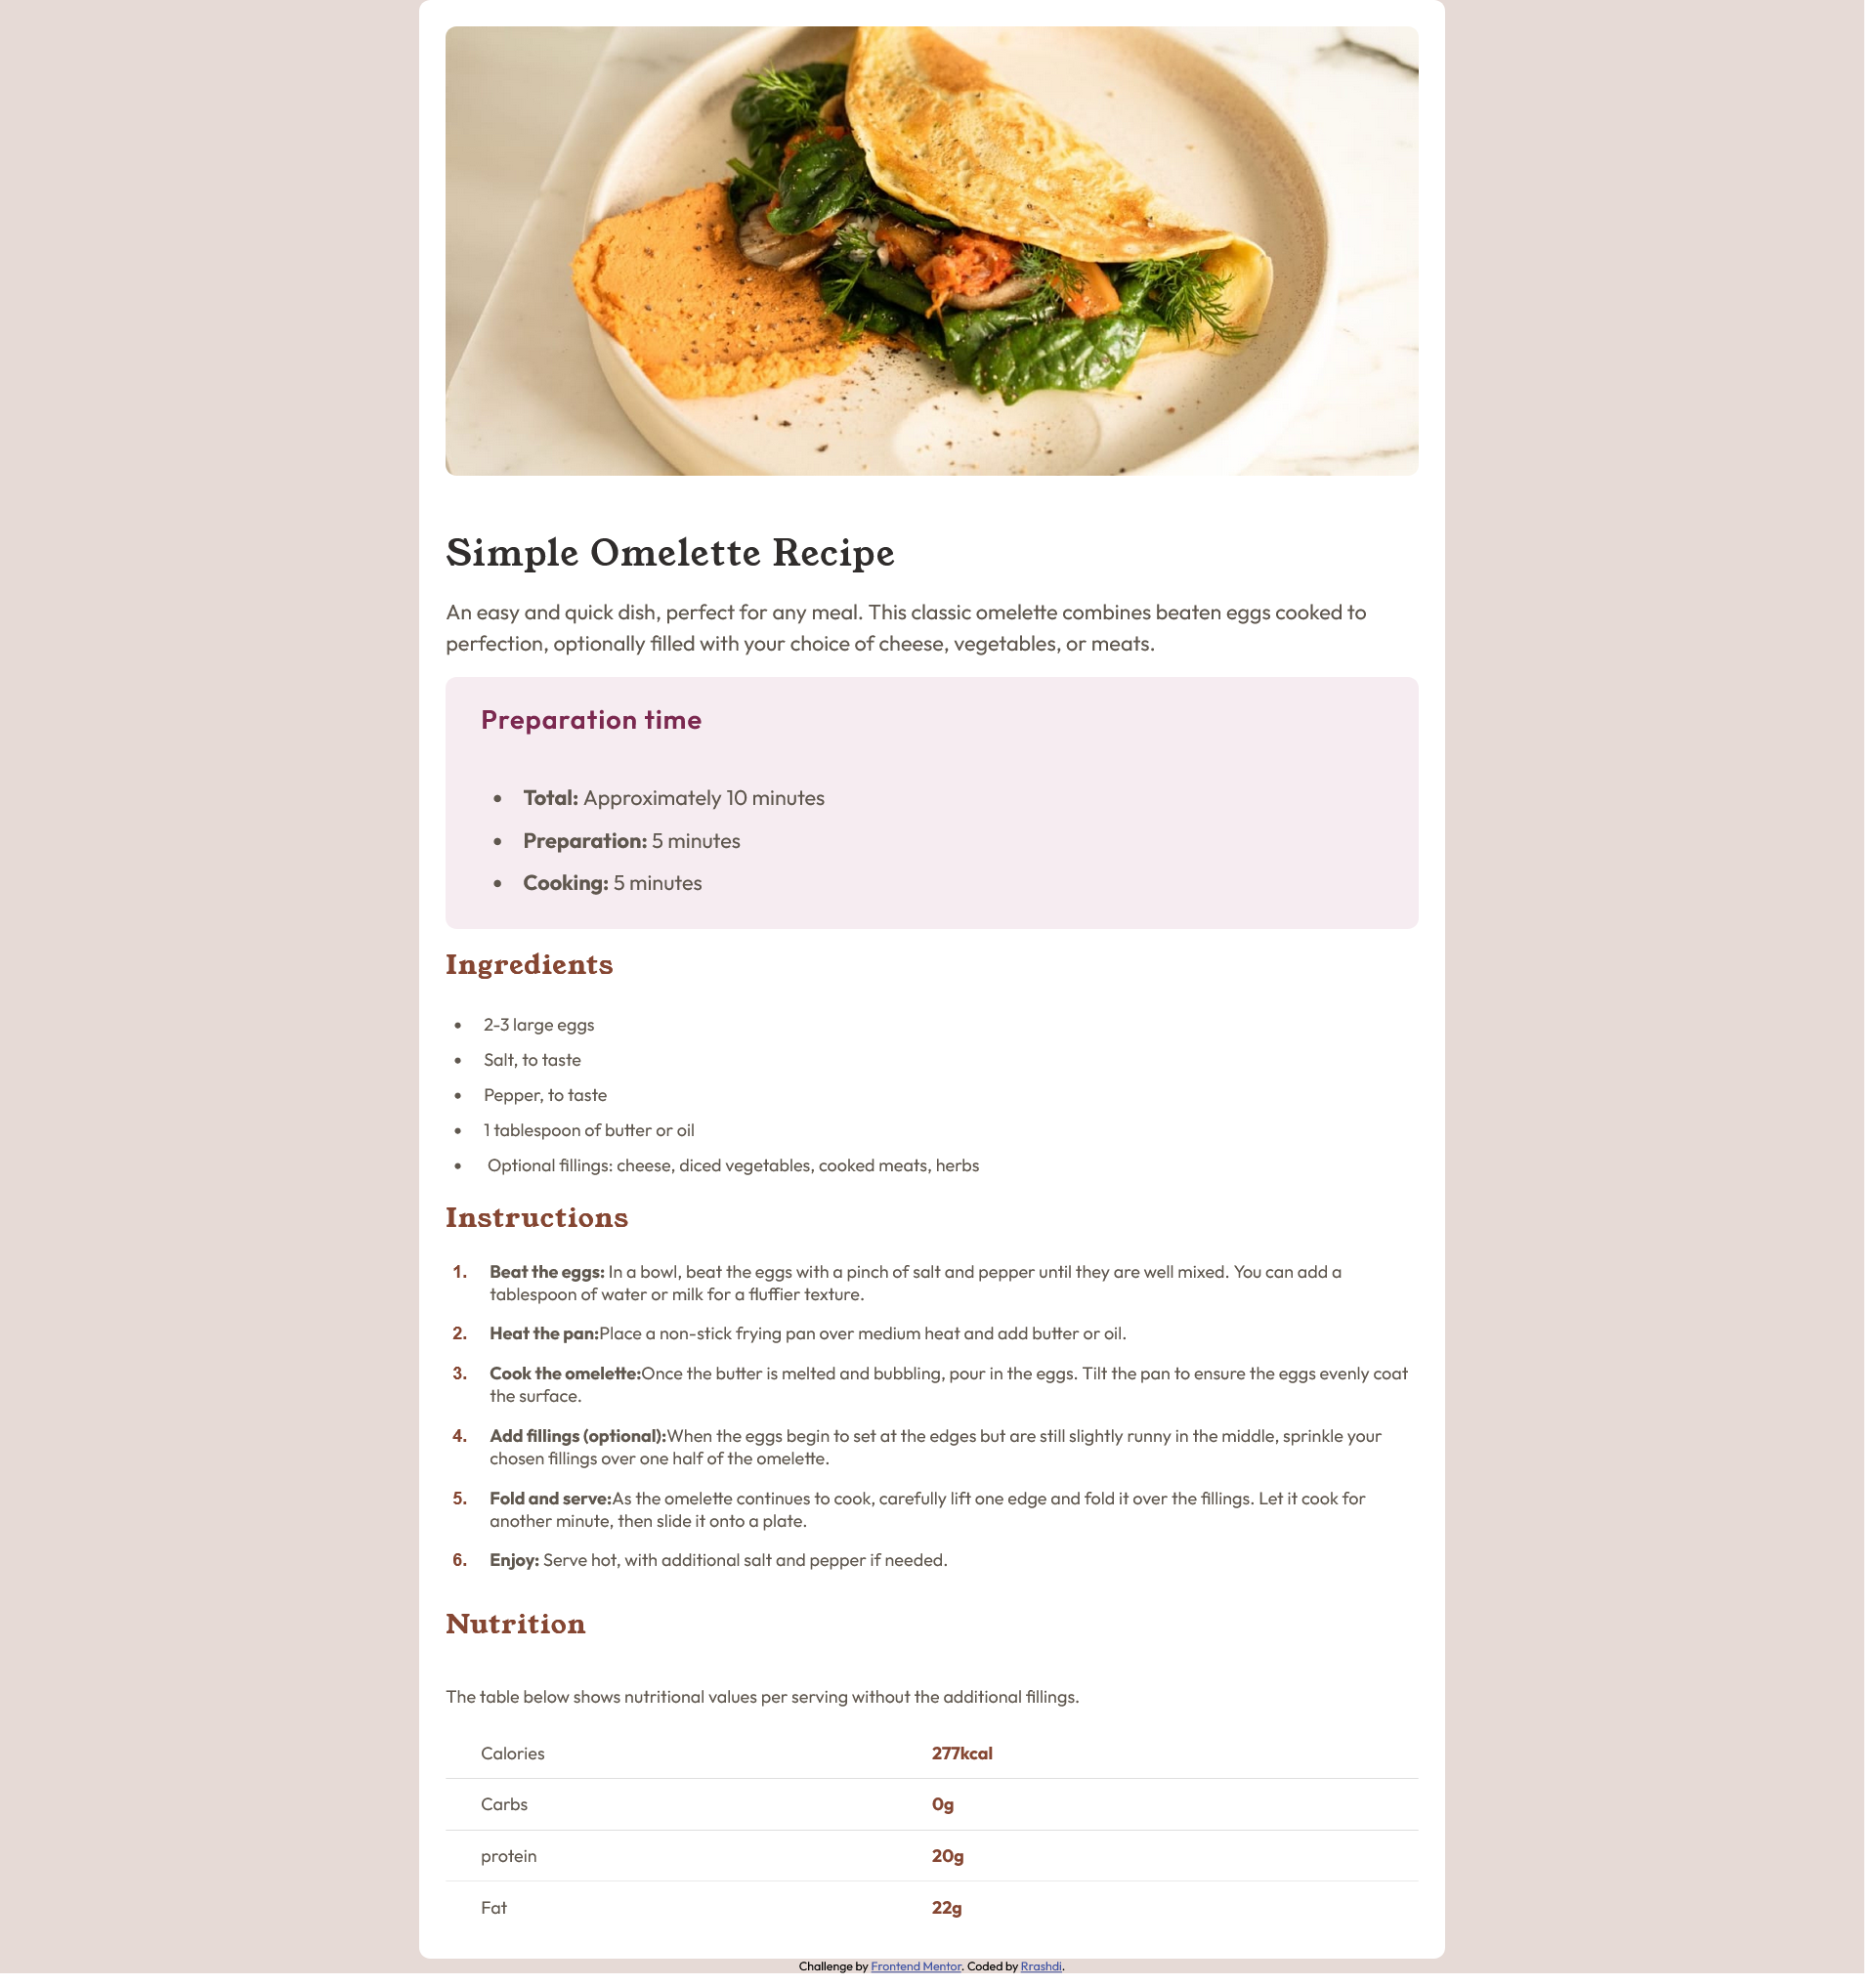 Simple Omelette Recipe
An easy and quick dish, perfect for any meal. This classic omelette combines beaten eggs cooked to
perfection, optionally filled with your choice of cheese, vegetables, or meats.
Preparation time
• Total: Approximately 10 minutes
• Preparation: 5 minutes
• Cooking: 5 minutes
Ingredients
• 2-3 large eggs
• Salt, to taste
• Pepper, to taste
• 1 tablespoon of butter or oil
• Optional fillings: cheese, diced vegetables, cooked meats, herbs
Instructions
1. Beat the eggs: In a bowl, beat the eggs with a pinch of salt and pepper until they are well mixed. You can add a
tablespoon of water or milk for a fluffier texture.
2. Heat the pan:Place a non-stick frying pan over medium heat and add butter or oil.
3. Cook the omelette:Once the butter is melted and bubbling, pour in the eggs. Tilt the pan to ensure the eggs evenly coat
the surface.
4. Add fillings (optional):When the eggs begin to set at the edges but are still slightly runny in the middle, sprinkle your
chosen fillings over one half of the omelette.
5. Fold and serve:As the omelette continues to cook, carefully lift one edge and fold it over the fillings. Let it cook for
another minute, then slide it onto a plate.
6. Enjoy: Serve hot, with additional salt and pepper if needed.
Nutrition
The table below shows nutritional values per serving without the additional fillings.
Calories 277kcal
Carbs 0g
protein 20g
Fat 22g
Challenge by Frontend Mentor. Coded by Rrashdi.